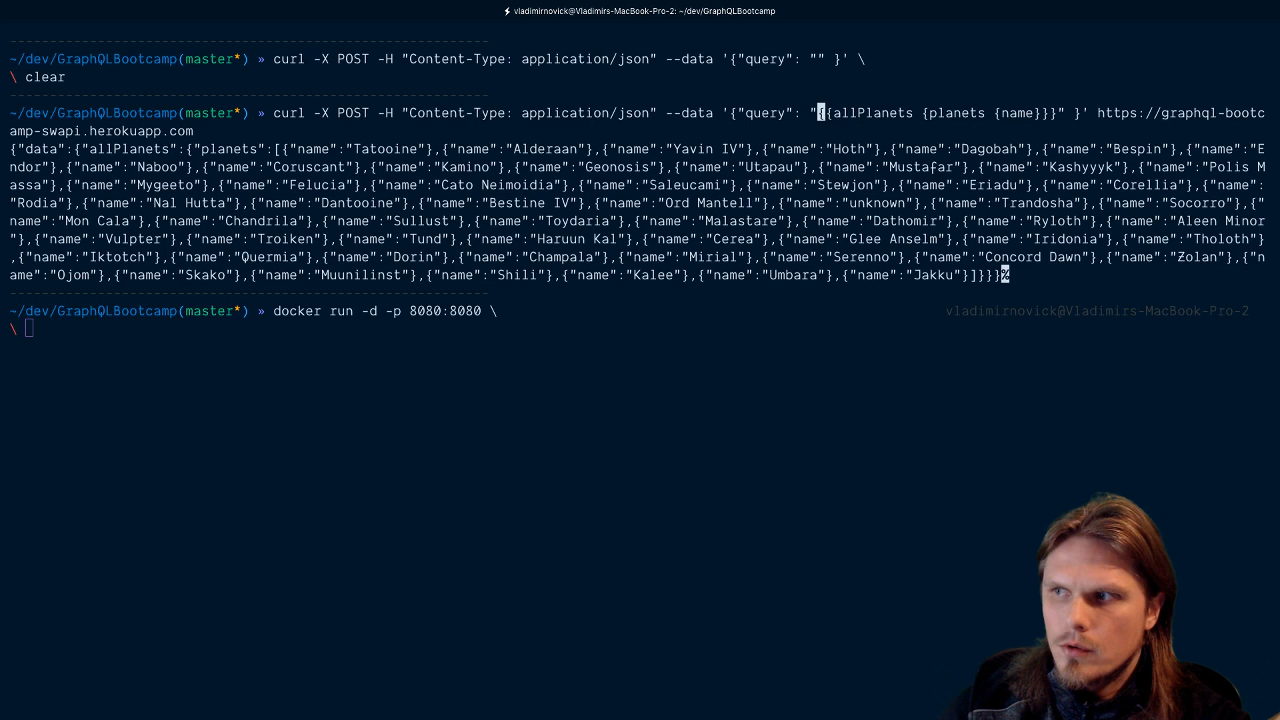 ⚡ vladimirnovick@Vladimirs-MacBook-Pro-2: ~/dev/GraphQLBootcamp
~/dev/GraphQLBootcamp(master*) » curl -X POST -H "Content-Type: application/json" --data '{"query": "" }' \
\ clear
~/dev/GraphQLBootcamp(master*) » curl -X POST -H "Content-Type: application/json" --data '{"query": "{{allPlanets {planets {name}}}" }' https://graphql-bootc
amp-swapi.herokuapp.com
{"data":{"allPlanets":{"planets":[{"name":"Tatooine"},{"name":"Alderaan"},{"name":"Yavin IV"},{"name":"Hoth"},{"name":"Dagobah"},{"name":"Bespin"},{"name":"E
ndor"},{"name":"Naboo"},{"name":"Coruscant"},{"name":"Kamino"},{"name":"Geonosis"},{"name":"Utapau"},{"name":"Mustafar"},{"name":"Kashyyyk"},{"name":"Polis M
assa"},{"name":"Mygeeto"},{"name":"Felucia"},{"name":"Cato Neimoidia"},{"name":"Saleucami"},{"name":"Stewjon"},{"name":"Eriadu"},{"name":"Corellia"},{"name":
"Rodia"},{"name":"Nal Hutta"},{"name":"Dantooine"},{"name":"Bestine IV"},{"name":"Ord Mantell"},{"name":"unknown"},{"name":"Trandosha"},{"name":"Socorro"},{"
name":"Mon Cala"},{"name":"Chandrila"},{"name":"Sullust"},{"name":"Toydaria"},{"name":"Malastare"},{"name":"Dathomir"},{"name":"Ryloth"},{"name":"Aleen Minor
"},{"name":"Vulpter"},{"name":"Troiken"},{"name":"Tund"},{"name":"Haruun Kal"},{"name":"Cerea"},{"name":"Glee Anselm"},{"name":"Iridonia"},{"name":"Tholoth"}
,{"name":"Iktotch"},{"name":"Quermia"},{"name":"Dorin"},{"name":"Champala"},{"name":"Mirial"},{"name":"Serenno"},{"name":"Concord Dawn"},{"name":"Zolan"},{"n
ame":"Ojom"},{"name":"Skako"},{"name":"Muunilinst"},{"name":"Shili"},{"name":"Kalee"},{"name":"Umbara"},{"name":"Jakku"}]}}}%
~/dev/GraphQLBootcamp(master*) » docker run -d -p 8080:8080 \ vladimirnovick@Vladimirs-MacBook-Pro-2
\